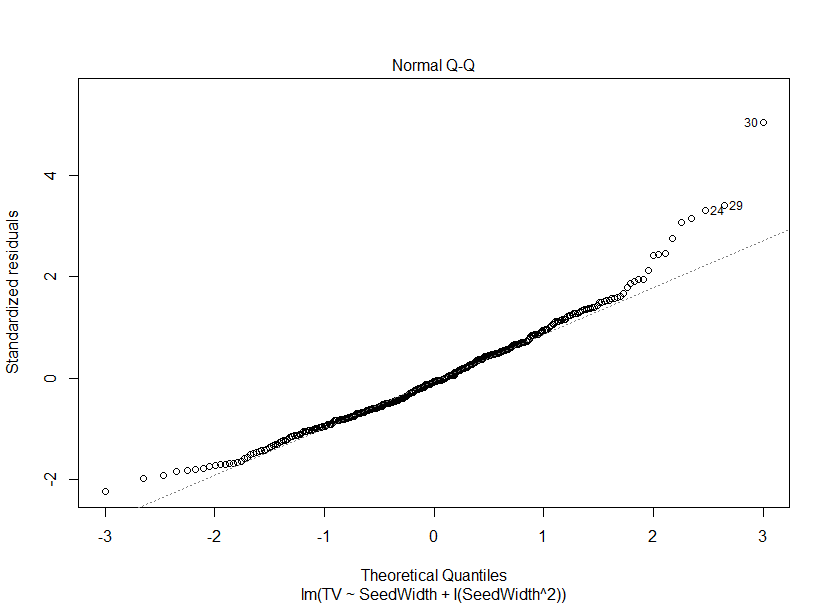 Normal Q-Q
Standardized residuals
4
2
0
-2
30
24
29
-3 -2 -1 0 1 2 3
Theoretical Quantiles
lm(TV ~ SeedWidth + I(SeedWidth^2))